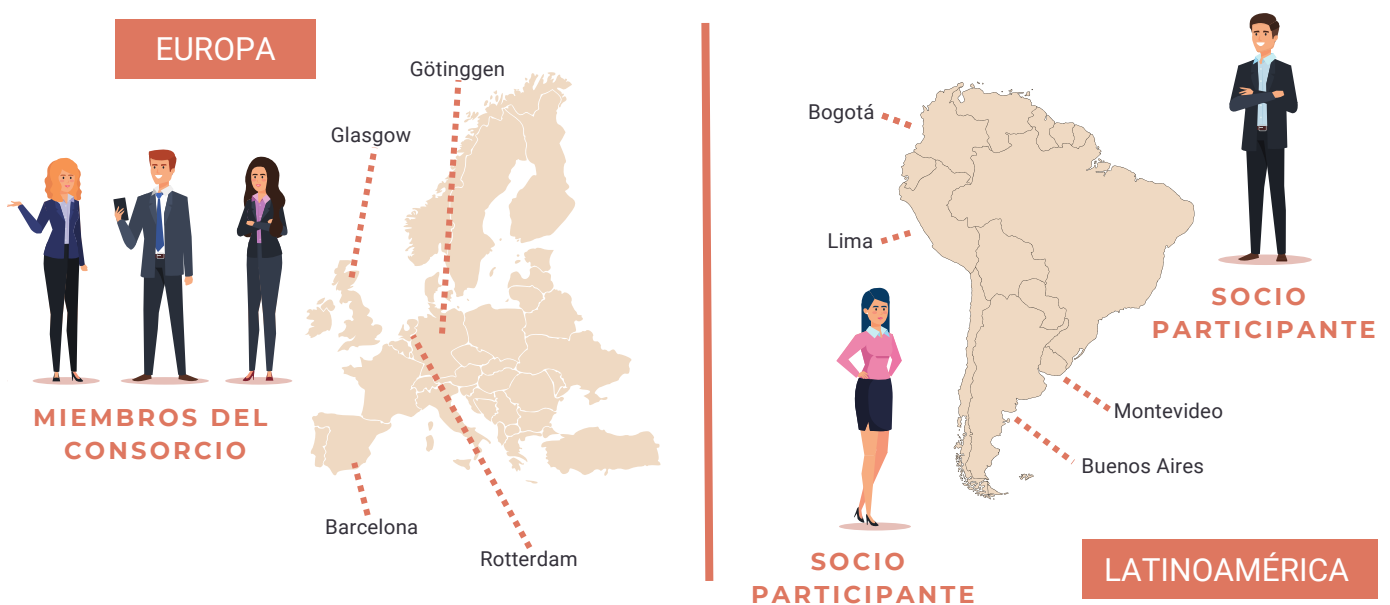 EUROPA
Götinggen
Glasgow
MIEMBROS DEL
CONSORCIO
Barcelona
Rotterdam
Bogotá
Lima
SOCIO
PARTICIPANTE
Montevideo
Buenos Aires
SOCIO
PARTICIPANTE
LATINOAMÉRICA